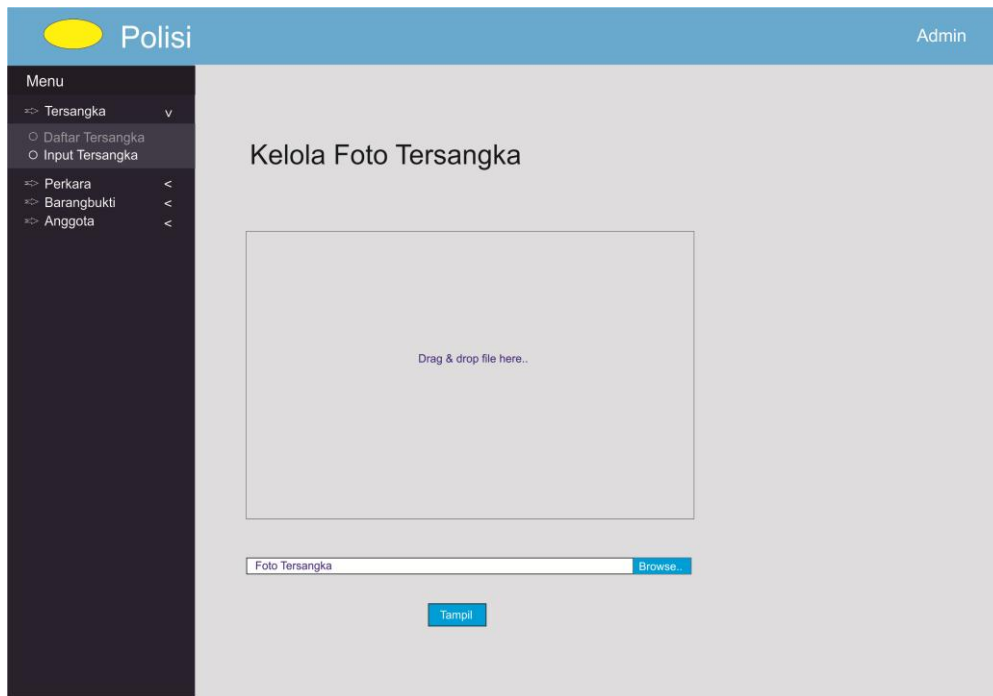 Polisi
Admin
Menu
Tersangka v
Daftar Tersangka
Input Tersangka
Perkara <
Barangbukti <
Anggota <
Kelola Foto Tersangka
Drag & drop file here..
Foto Tersangka
Browse..
Tampil